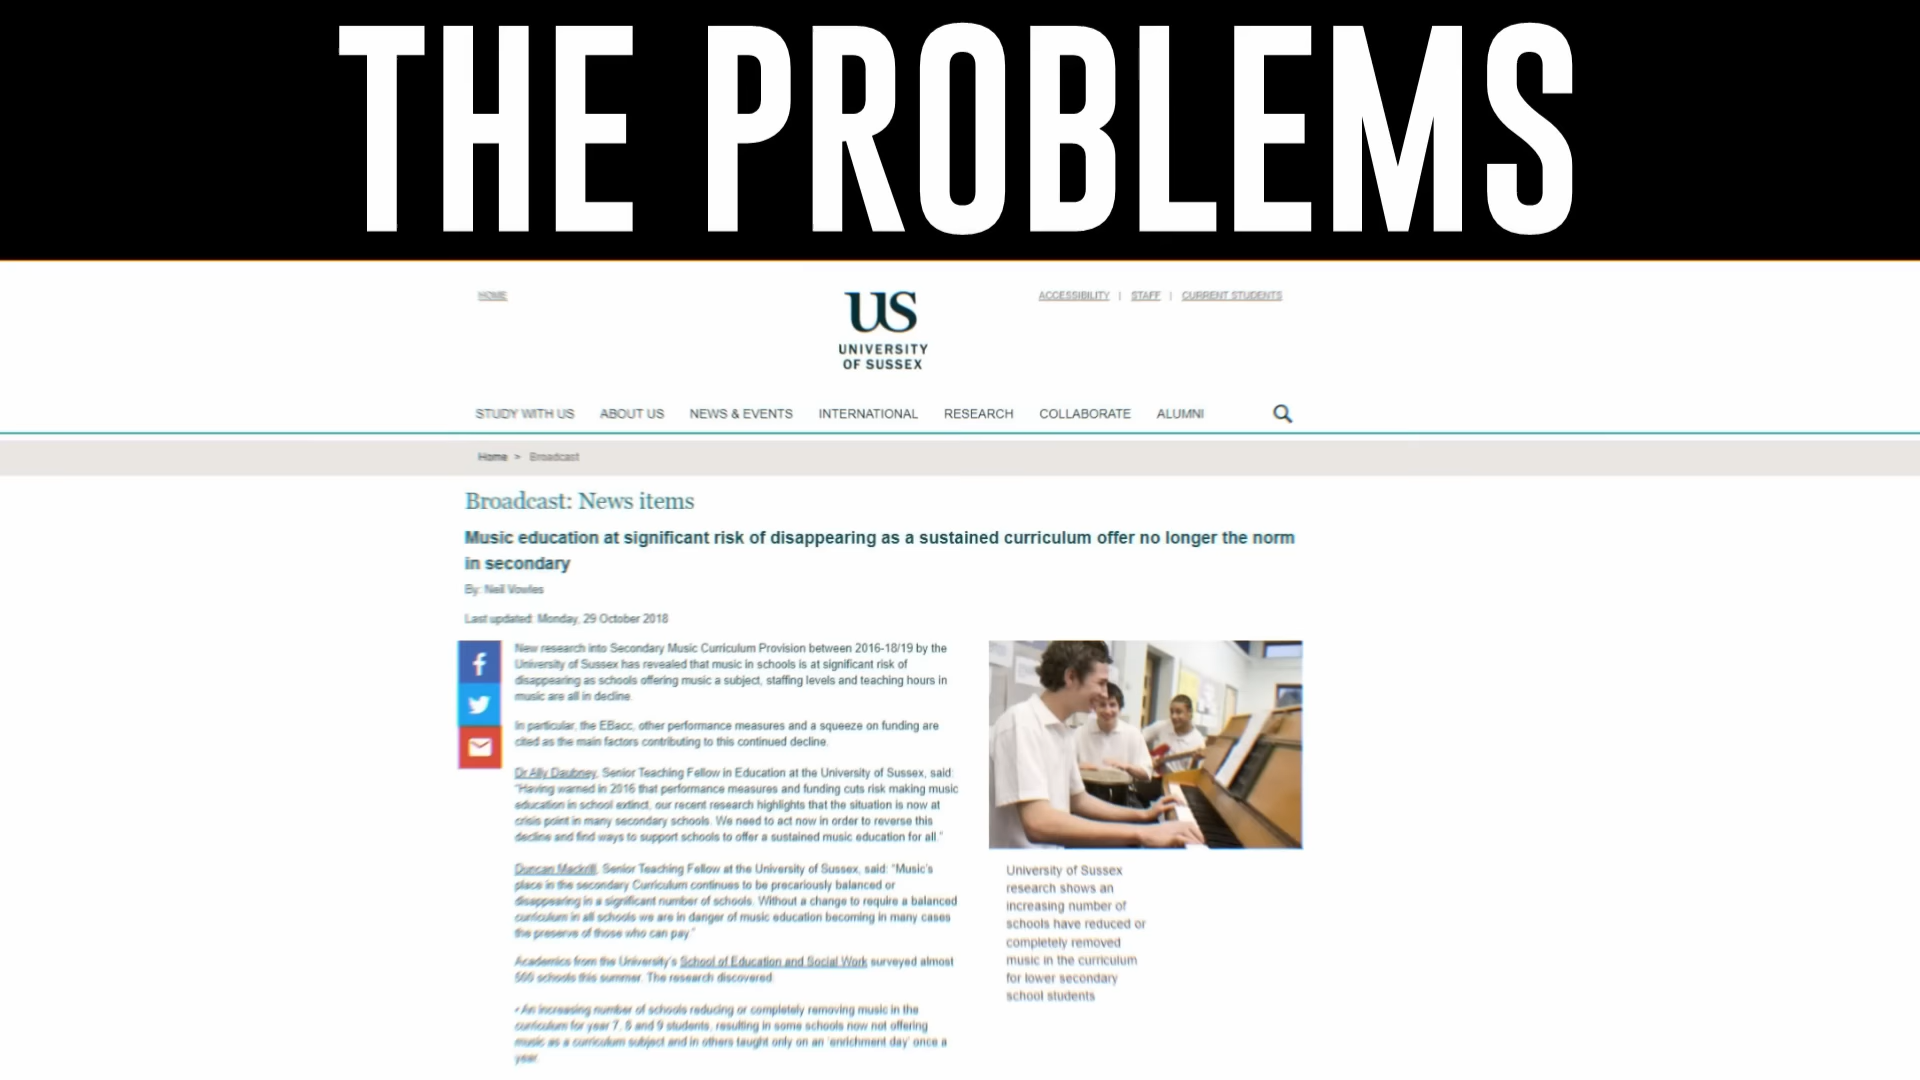 THE PROBLEMS
HOME
US
UNIVERSITY
OF SUSSEX
ACCESSIBILITY | STAFF | CURRENT STUDENTS
STUDY WITH US ABOUT US NEWS & EVENTS INTERNATIONAL RESEARCH COLLABORATE ALUMNI
Home > Broadcast
Broadcast: News items
Music education at significant risk of disappearing as a sustained curriculum offer no longer the norm
in secondary
By: Neil Vowles
Last updated: Monday, 29 October 2018
New research into Secondary Music Curriculum Provision between 2016-18/19 by the
University of Sussex has revealed that music in schools is at significant risk of
disappearing as schools offering music a subject, staffing levels and teaching hours in
music are all in decline.
In particular, the EBacc, other performance measures and a squeeze on funding are
cited as the main factors contributing to this continued decline.
Dr Ally Daubney, Senior Teaching Fellow in Education at the University of Sussex, said:
"Having warned in 2016 that performance measures and funding cuts risk making music
education in school extinct, our recent research highlights that the situation is now at
crisis point in many secondary schools. We need to act now in order to reverse this
decline and find ways to support schools to offer a sustained music education for all."
Duncan Mackrill, Senior Teaching Fellow at the University of Sussex, said: "Music's
place in the secondary Curriculum continues to be precariously balanced or
disappearing in a significant number of schools. Without a change to require a balanced
curriculum in all schools we are in danger of music education becoming in many cases
the preserve of those who can pay."
Academics from the University's School of Education and Social Work surveyed almost
500 schools this summer. The research discovered:
• An increasing number of schools reducing or completely removing music in the
curriculum for year 7, 8 and 9 students, resulting in some schools now not offering
music as a curriculum subject and in others taught only on an 'enrichment day' once a
year.
University of Sussex
research shows an
increasing number of
schools have reduced or
completely removed
music in the curriculum
for lower secondary
school students